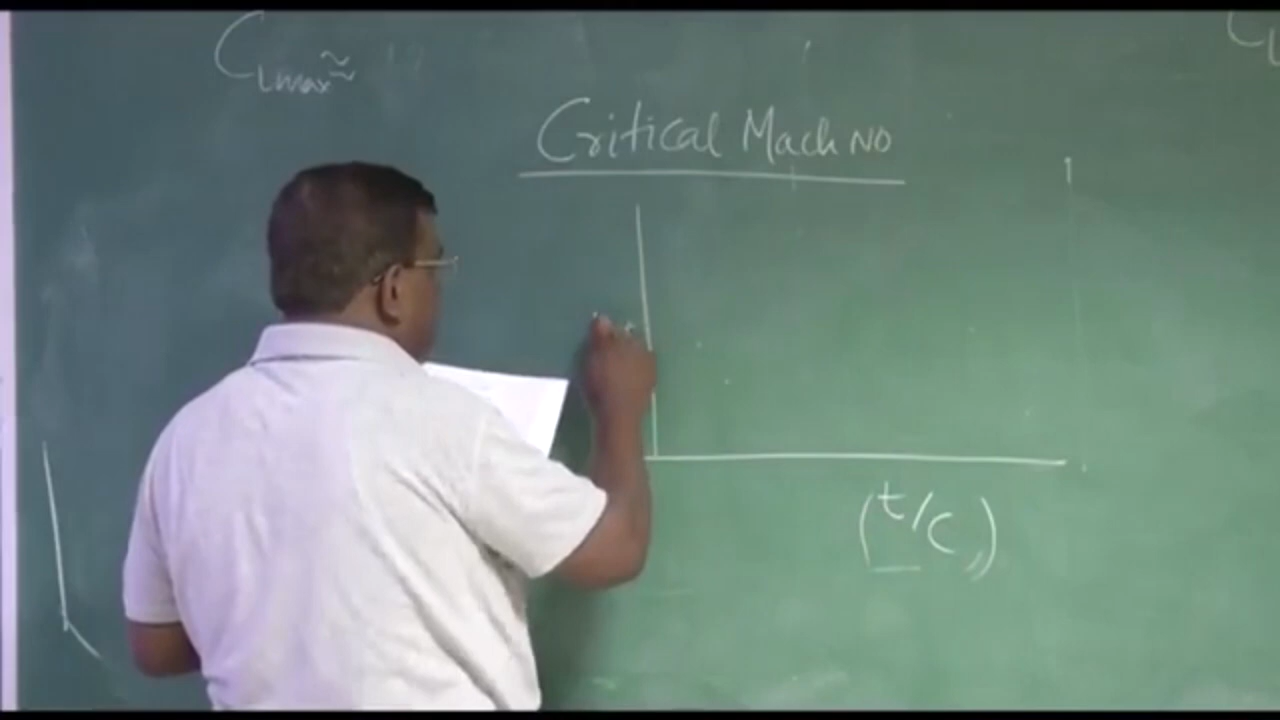 CLmax ≈
Critical Mach No
(t/c)